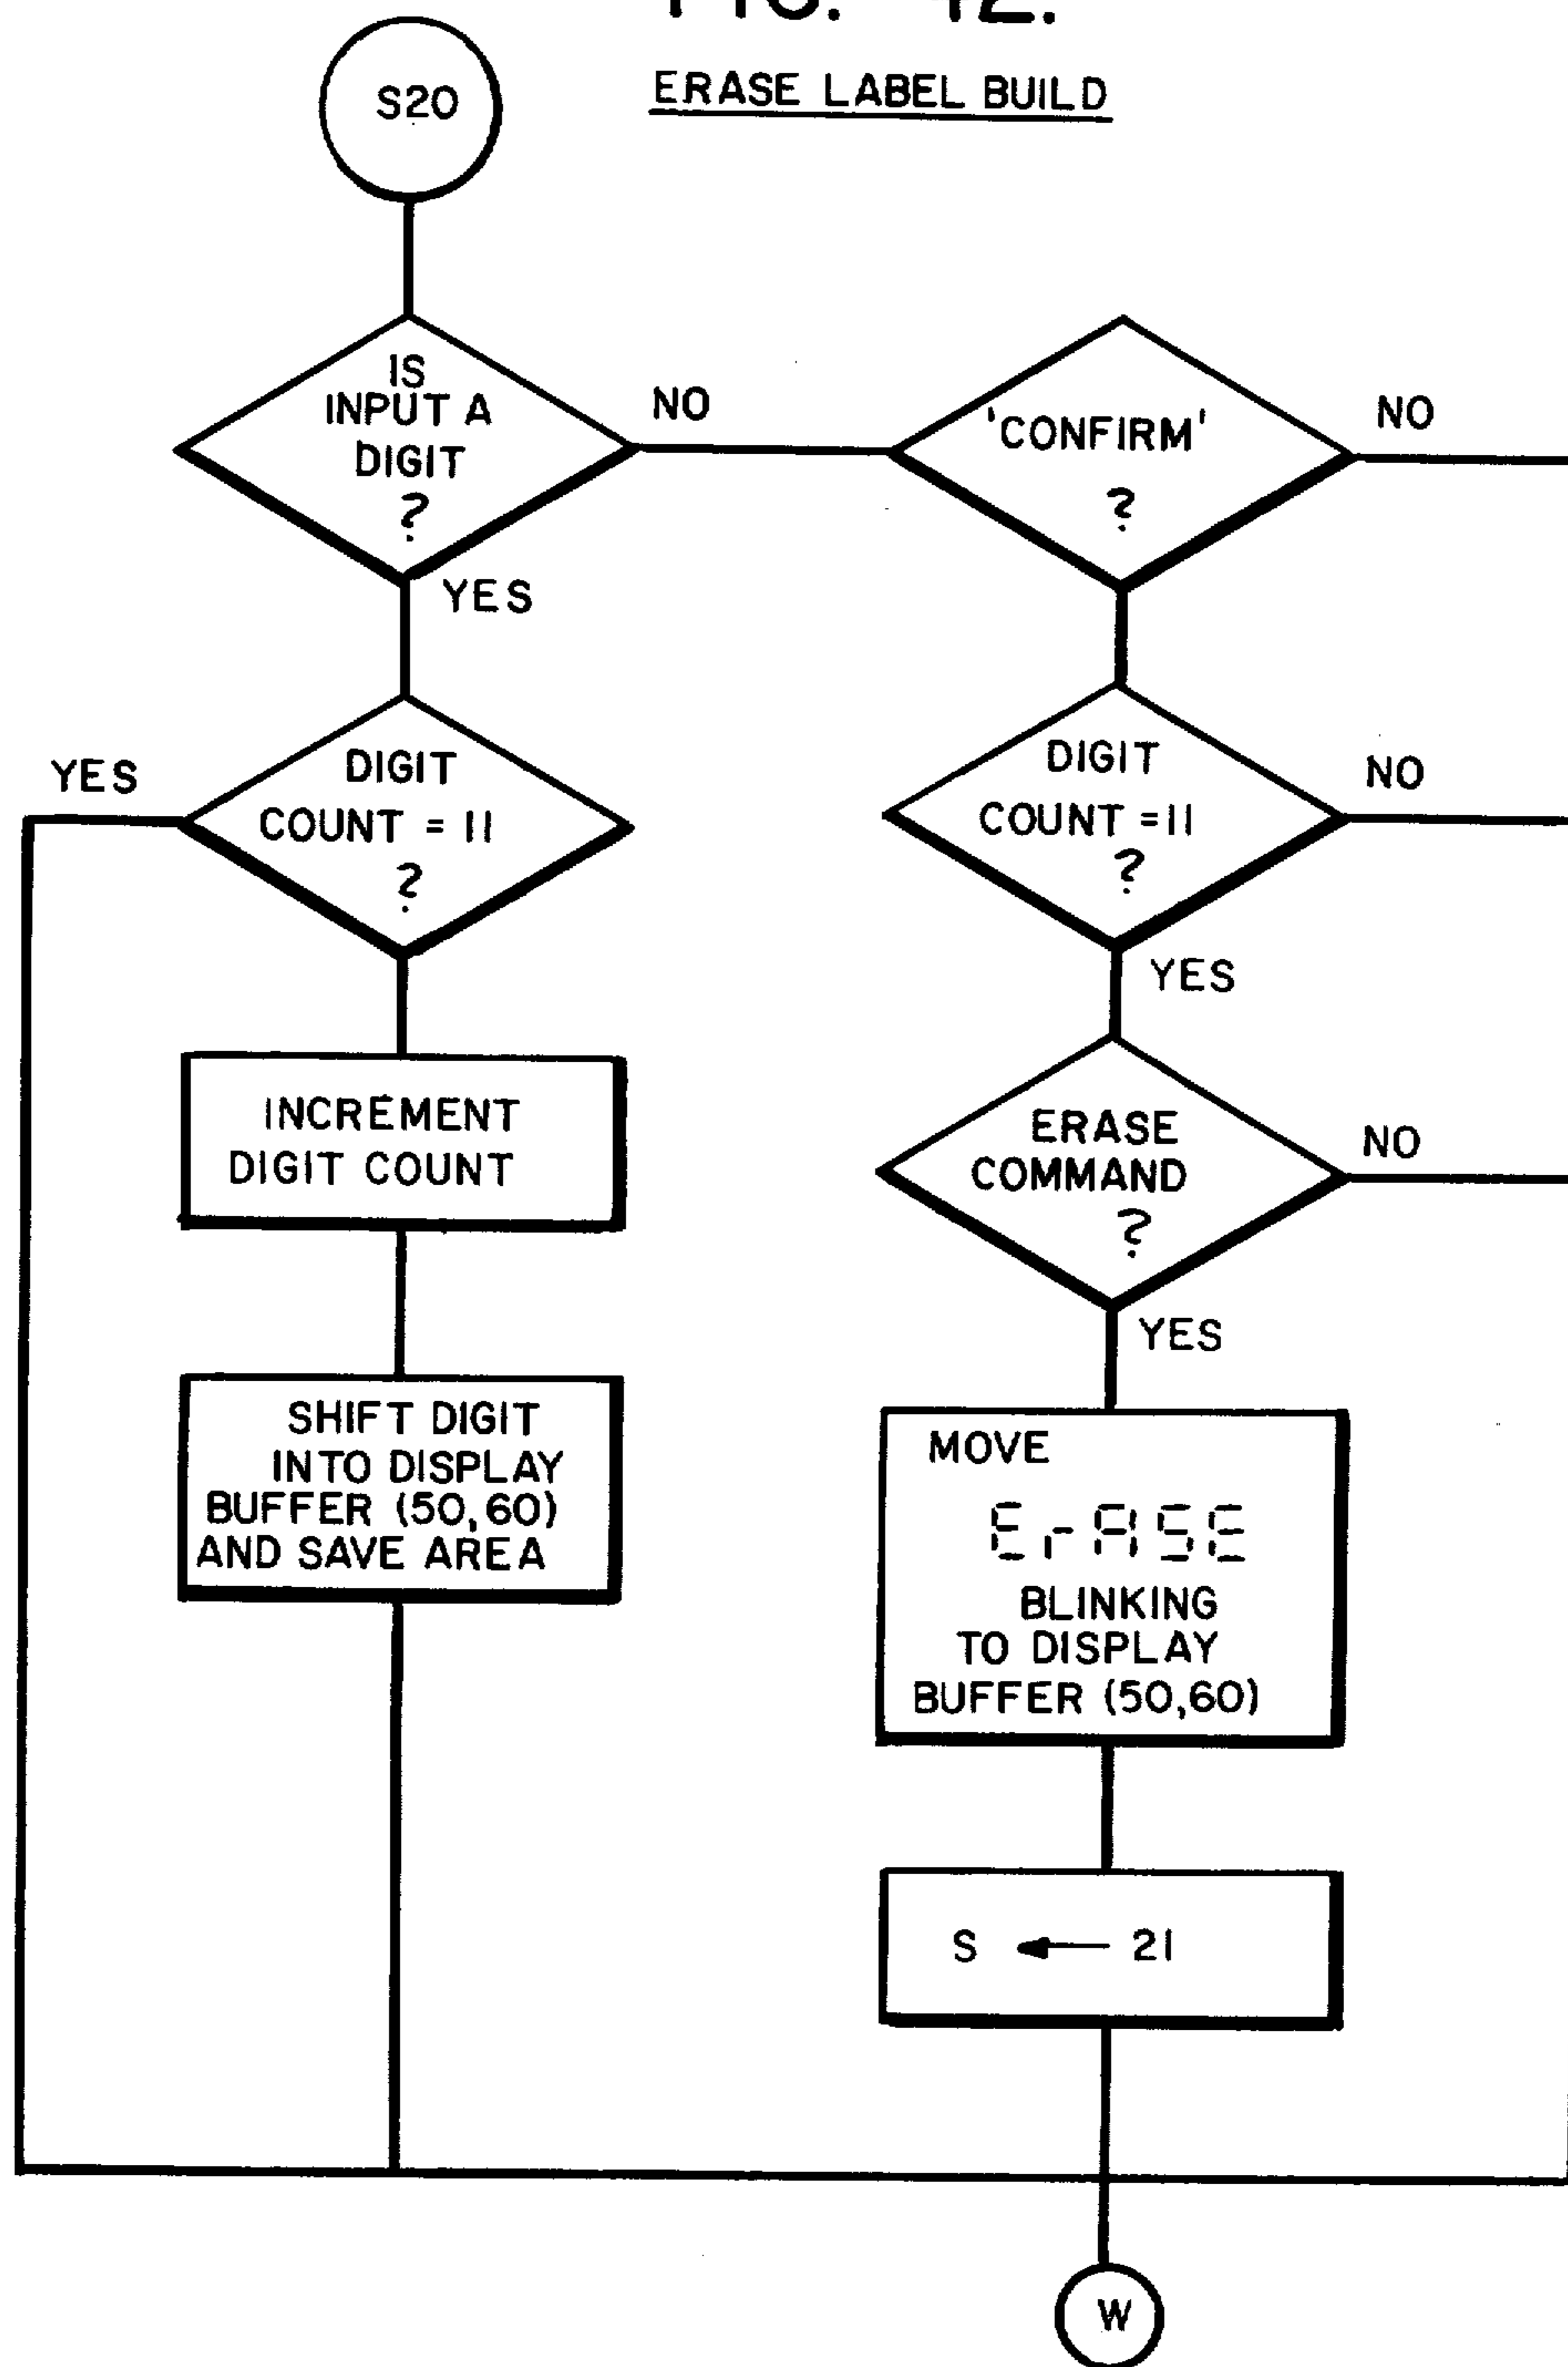 FIG. 42.
ERASE LABEL BUILD
S20
IS
INPUT A
DIGIT
?
NO
YES
'CONFIRM'
?
NO
DIGIT
COUNT = 11
?
YES
DIGIT
COUNT =11
?
NO
YES
INCREMENT
DIGIT COUNT
ERASE
COMMAND
?
NO
YES
SHIFT DIGIT
INTO DISPLAY
BUFFER (50,60)
AND SAVE AREA
MOVE
ErASE
BLINKING
TO DISPLAY
BUFFER (50,60)
S ← 21
W